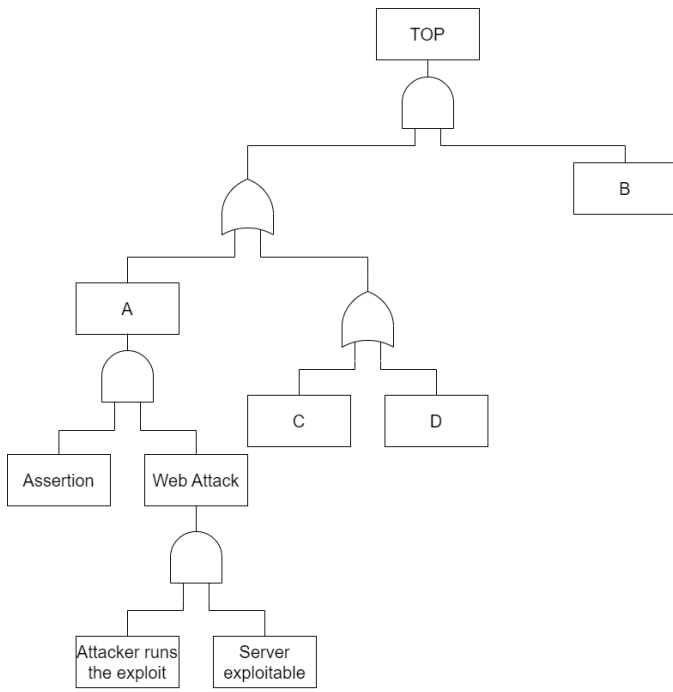 TOP
B
A
C
D
Assertion
Web Attack
Attacker runs
the exploit
Server
exploitable